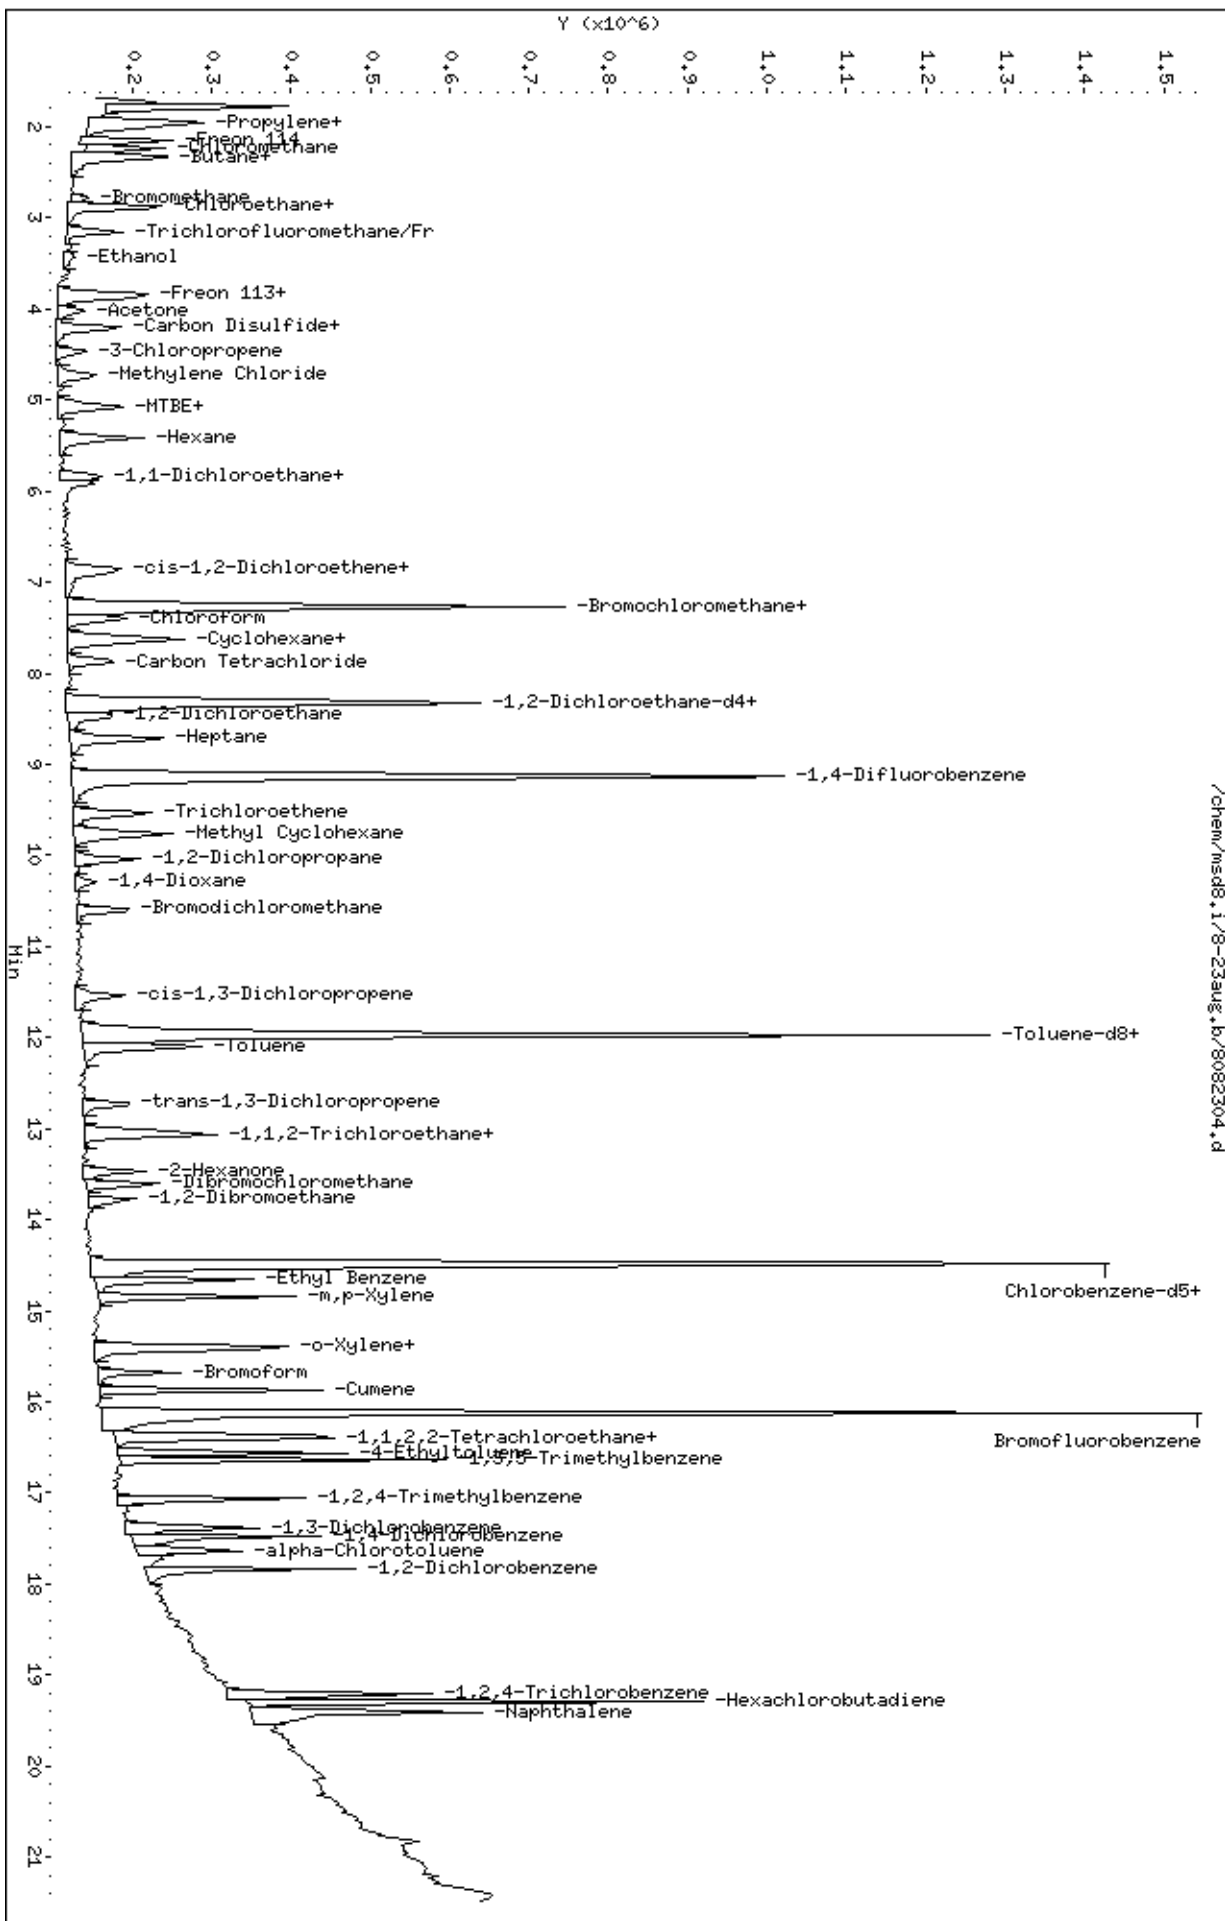 /chem/msd8.i/8-23aug.b/8082304.d
Y (x10^6)
0.2
0.3
0.4
0.5
0.6
0.7
0.8
0.9
1.0
1.1
1.2
1.3
1.4
1.5
-Propylene+
-Freon 114
-Chloromethane
-Butane+
-Bromomethane
-Chloroethane+
-Trichlorofluoromethane/Fr
-Ethanol
-Freon 113+
-Acetone
-Carbon Disulfide+
-3-Chloropropene
-Methylene Chloride
-MTBE+
-Hexane
-1,1-Dichloroethane+
-cis-1,2-Dichloroethene+
-Bromochloromethane+
-Chloroform
-Cyclohexane+
-Carbon Tetrachloride
-1,2-Dichloroethane-d4+
-1,2-Dichloroethane
-Heptane
-1,4-Difluorobenzene
-Trichloroethene
-Methyl Cyclohexane
-1,2-Dichloropropane
-1,4-Dioxane
-Bromodichloromethane
-cis-1,3-Dichloropropene
-Toluene-d8+
-Toluene
-trans-1,3-Dichloropropene
-1,1,2-Trichloroethane+
-2-Hexanone
-Dibromochloromethane
-1,2-Dibromoethane
Chlorobenzene-d5+
-Ethyl Benzene
-m,p-Xylene
-o-Xylene+
-Bromoform
-Cumene
Bromofluorobenzene
-1,1,2,2-Tetrachloroethane+
-4-Ethyltoluene
-1,3,5-Trimethylbenzene
-1,2,4-Trimethylbenzene
-1,3-Dichlorobenzene
-1,4-Dichlorobenzene
-alpha-Chlorotoluene
-1,2-Dichlorobenzene
-1,2,4-Trichlorobenzene
-Hexachlorobutadiene
-Naphthalene
2
3
4
5
6
7
8
9
10
11
12
13
14
15
16
17
18
19
20
21
Min